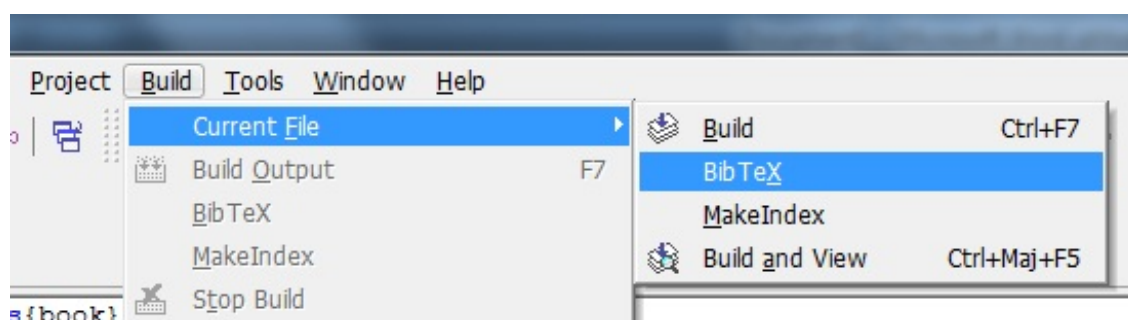 Project Build Tools Window Help
Current File
Build Output F7
BibTeX
MakeIndex
Stop Build
Build Ctrl+F7
BibTeX
MakeIndex
Build and View Ctrl+Maj+F5
{book}